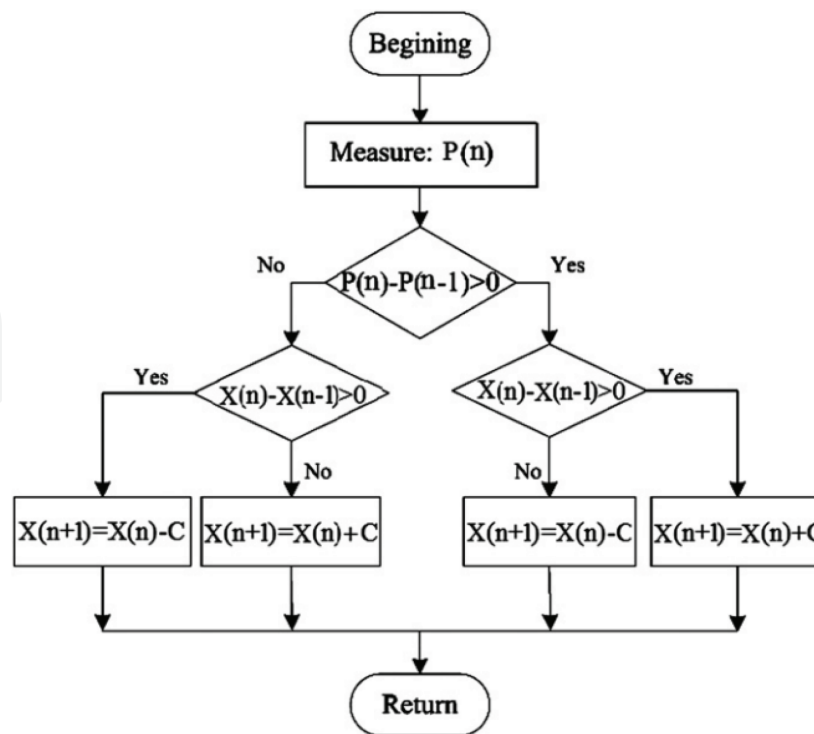 Begining
Measure: P(n)
No
Yes
P(n)-P(n-1)>0
Yes
X(n)-X(n-1)>0
X(n)-X(n-1)>0
Yes
No
No
X(n+1)=X(n)-C
X(n+1)=X(n)+C
X(n+1)=X(n)-C
X(n+1)=X(n)+C
Return